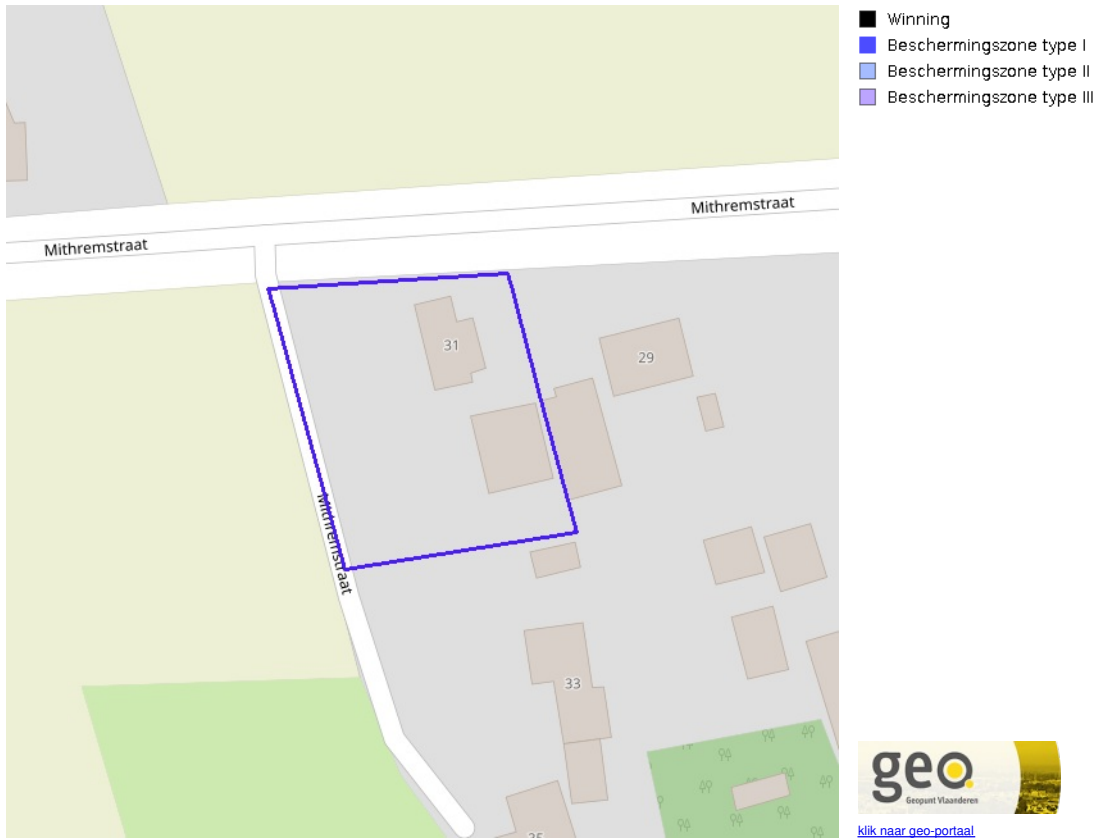 Winning
Beschermingszone type I
Beschermingszone type II
Beschermingszone type III
Mithremstraat
Mithremstraat
31
29
Mithremstraat
33
35
geo
Geopunt Vlaanderen
klik naar geo-portaal